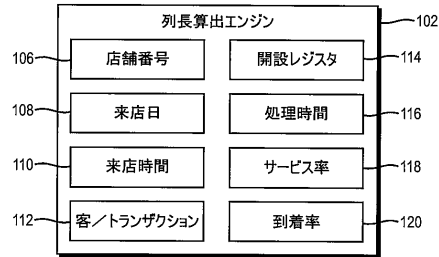 列長算出エンジン
102
106
店舗番号
開設レジスタ
114
108
来店日
処理時間
116
110
来店時間
サービス率
118
112
客／トランザクション
到着率
120